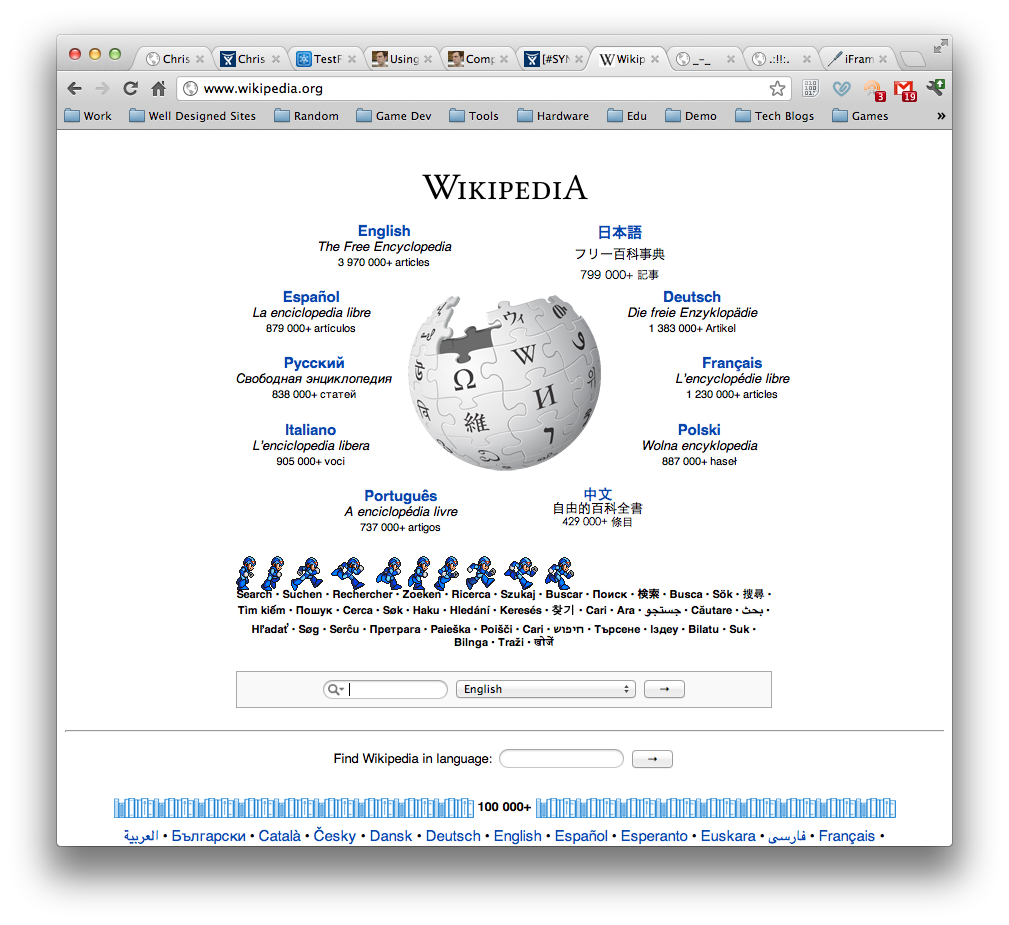 Chris
Chris
TestF
Using
Comp
[#SYN
Wikip
_-_
.:!!:.
iFram
www.wikipedia.org
3
19
Work
Well Designed Sites
Random
Game Dev
Tools
Hardware
Edu
Demo
Tech Blogs
Games
»
WIKIPEDIA
English
The Free Encyclopedia
3 970 000+ articles
日本語
フリー百科事典
799 000+ 記事
Español
La enciclopedia libre
879 000+ artículos
Deutsch
Die freie Enzyklopädie
1 383 000+ Artikel
Русский
Свободная энциклопедия
838 000+ статей
Français
L'encyclopédie libre
1 230 000+ articles
Italiano
L'enciclopedia libera
905 000+ voci
Polski
Wolna encyklopedia
887 000+ haseł
Português
A enciclopédia livre
737 000+ artigos
中文
自由的百科全書
429 000+ 條目
Ω
W
И
維
ウィ
Search · Suchen · Rechercher · Zoeken · Ricerca · Szukaj · Buscar · Поиск · 検索 · Busca · Sök · 搜尋 ·
Tìm kiếm · Пошук · Cerca · Søk · Haku · Hledání · Keresés · 찾기 · Cari · Ara · جستجو · Căutare · بحث ·
Hľadať · Søg · Serĉu · Претрага · Paieška · Poišči · Cari · חיפוש · Търсене · Іздеу · Bilatu · Suk ·
Bilnga · Traži · खोजें
English
→
Find Wikipedia in language:
→
100 000+
العربية • Български • Català • Česky • Dansk • Deutsch • English • Español • Esperanto • Euskara • فارسی • Français •